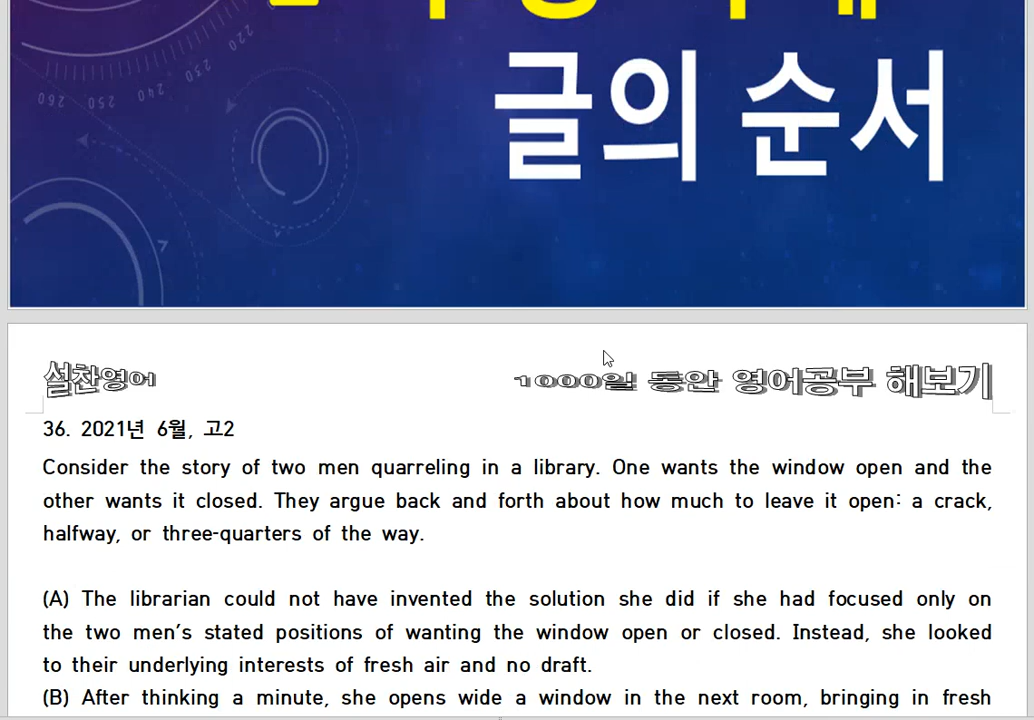 글의 순서
260 250 240 230 220
설찬영어 1000일 동안 영어공부 해보기
36. 2021년 6월, 고2
Consider the story of two men quarreling in a library. One wants the window open and the
other wants it closed. They argue back and forth about how much to leave it open: a crack,
halfway, or three-quarters of the way.
(A) The librarian could not have invented the solution she did if she had focused only on
the two men's stated positions of wanting the window open or closed. Instead, she looked
to their underlying interests of fresh air and no draft.
(B) After thinking a minute, she opens wide a window in the next room, bringing in fresh